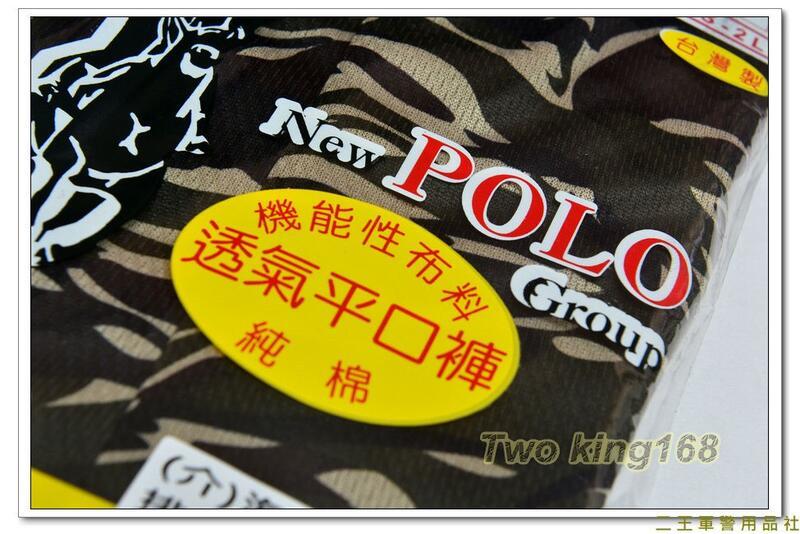 台灣製
New
POLO
Group
機能性布料
透氣平口褲
純棉
Two king168
二王軍警用品社